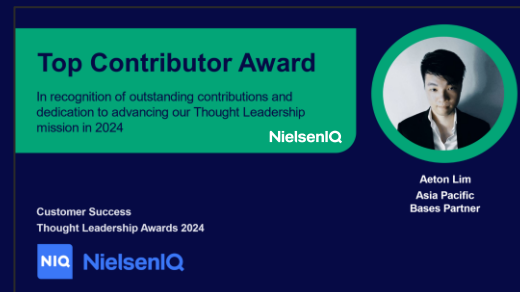 Top Contributor Award
In recognition of outstanding contributions and
dedication to advancing our Thought Leadership
mission in 2024
NielsenIQ
Aeton Lim
Asia Pacific
Bases Partner
Customer Success
Thought Leadership Awards 2024
NIQ NielsenIQ